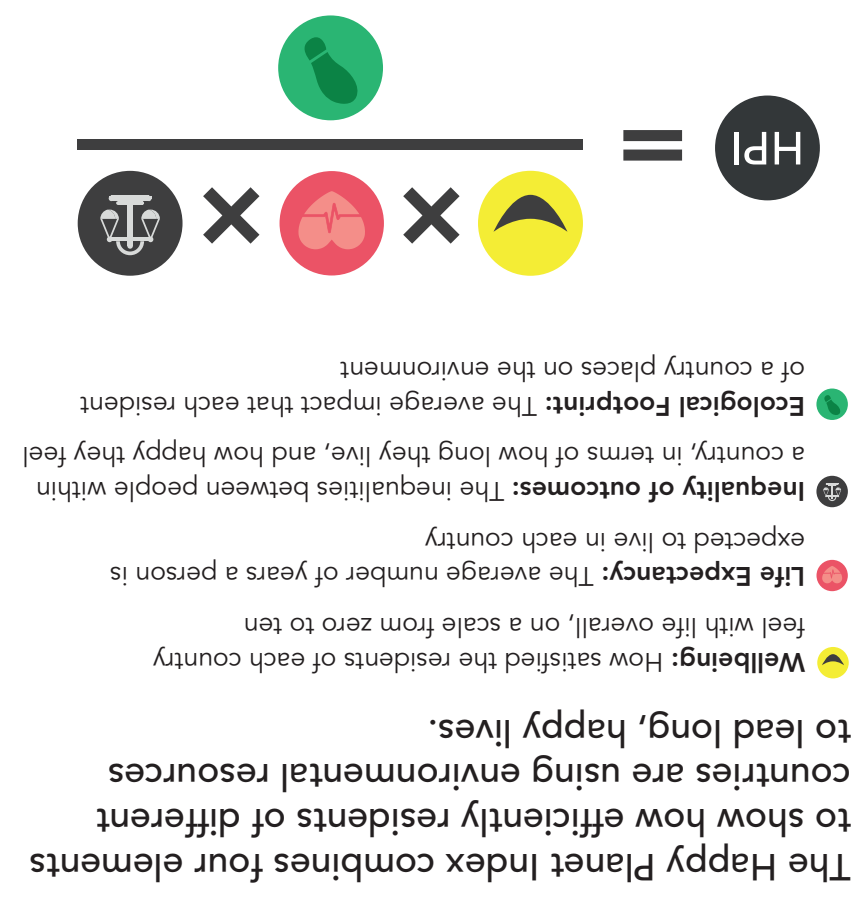 The Happy Planet Index combines four elements
to show how efficiently residents of different
countries are using environmental resources
to lead long, happy lives.
Wellbeing: How satisfied the residents of each country
feel with life overall, on a scale from zero to ten
Life Expectancy: The average number of years a person is
expected to live in each country
Inequality of outcomes: The inequalities between people within
a country, in terms of how long they live, and how happy they feel
Ecological Footprint: The average impact that each resident
of a country places on the environment
HPI = × ×